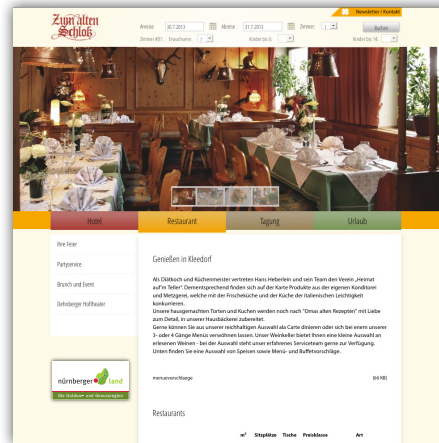 Newsletter / Kontakt
Zum alten
Schloß
Anreise 30.7.2013 Abreise 31.7.2013 Zimmer: 1
Buchen
Zimmer #01: Erwachsene: 1 Kinder bis 6: Kinder bis 14:
Hotel Restaurant Tagung Urlaub
Ihre Feier
Partyservice
Brunch und Event
Dehnberger Hoftheater
Genießen in Kleedorf
Als Diätkoch und Küchenmeister vertreten Hans Heberlein und sein Team den Verein „Heimat
auf'm Teller". Dementsprechend finden sich auf der Karte Produkte aus der eigenen Konditorei
und Metzgerei, welche mit der Frischeküche und der Küche der italienischen Leichtigkeit
konkurrieren.
Unsere hausgemachten Torten und Kuchen werden noch nach "Omas alten Rezepten" mit Liebe
zum Detail, in unserer Hausbäckerei zubereitet.
Gerne können Sie aus unserer reichhaltigen Auswahl als Carte dinieren oder sich bei enem unserer
3- oder 4 Gänge Menüs verwöhnen lassen. Unser Weinkeller bietet Ihnen eine kleine Auswahl an
erlesenen Weinen - bei der Auswahl steht unser erfahrenes Serviceteam gerne zur Verfügung.
Unten finden Sie eine Auswahl von Speisen sowie Menü- und Buffetvorschläge.
menuevorschlaege (66 KB)
nürnberger land
Die Outdoor- und Genussregion
Restaurants
m² Sitzplätze Tische Preisklasse Art